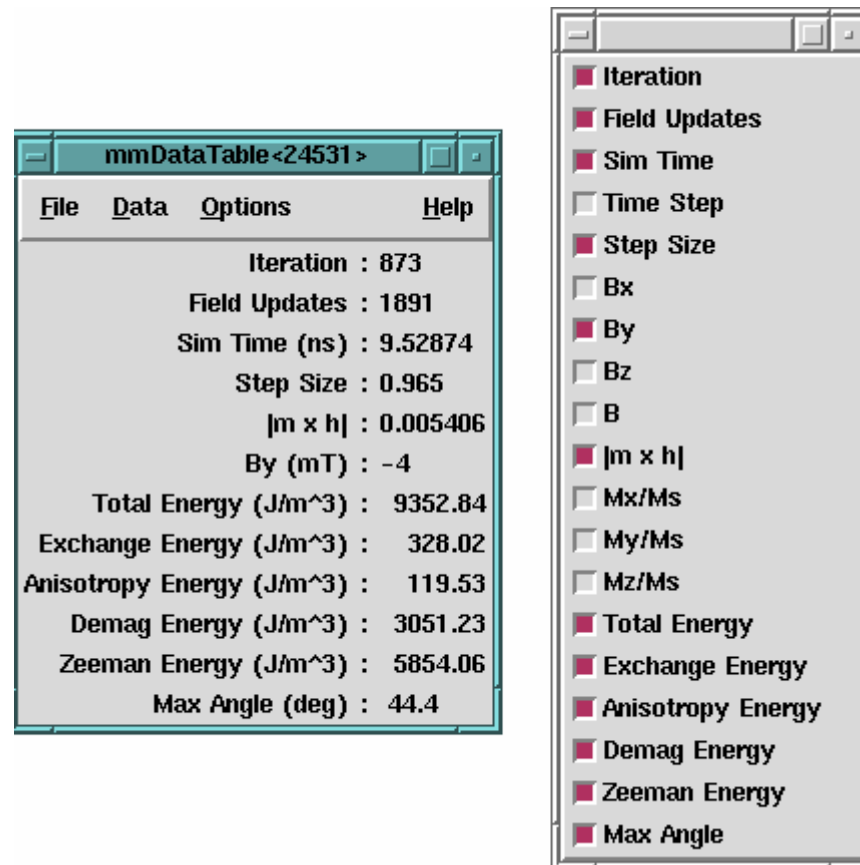 mmDataTable<24531>
File Data Options Help
Iteration : 873
Field Updates : 1891
Sim Time (ns) : 9.52874
Step Size : 0.965
|m x h| : 0.005406
By (mT) : -4
Total Energy (J/m^3) : 9352.84
Exchange Energy (J/m^3) : 328.02
Anisotropy Energy (J/m^3) : 119.53
Demag Energy (J/m^3) : 3051.23
Zeeman Energy (J/m^3) : 5854.06
Max Angle (deg) : 44.4
Iteration
Field Updates
Sim Time
Time Step
Step Size
Bx
By
Bz
B
|m x h|
Mx/Ms
My/Ms
Mz/Ms
Total Energy
Exchange Energy
Anisotropy Energy
Demag Energy
Zeeman Energy
Max Angle